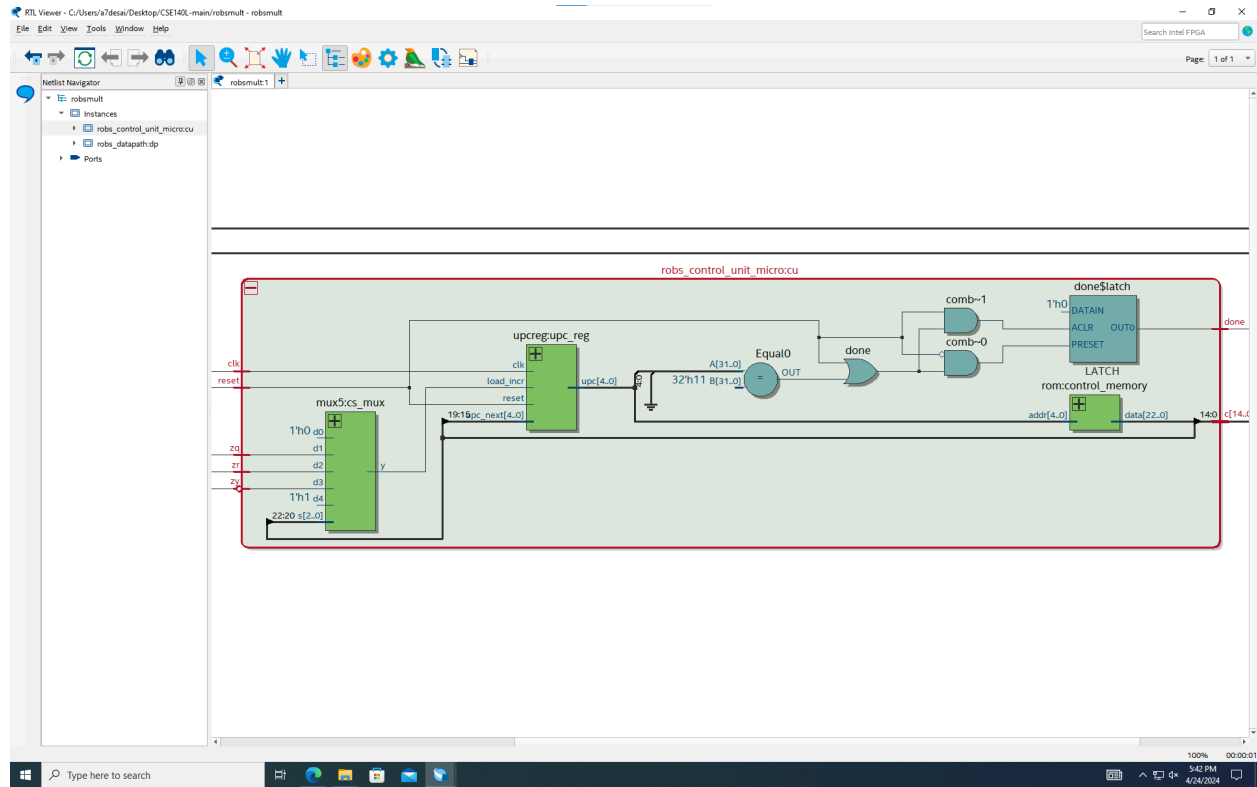 RTL Viewer - C:/Users/a7desai/Desktop/CSE140L-main/robsmult - robsmult
File Edit View Tools Window Help
Search Intel FPGA
Page: 1 of 1
Netlist Navigator
robsmult:1
robsmult
Instances
robs_control_unit_micro:cu
robs_datapath:dp
Ports
robs_control_unit_micro:cu
done$latch
comb~1
1'h0 DATAIN
ACLR OUT0
PRESET
LATCH
done
upcreg:upc_reg
clk
load_incr
reset
upc[4..0]
19:15 upc_next[4..0]
Equal0
A[31..0]
32'h11 B[31..0]
=
OUT
4:0
done
comb~0
rom:control_memory
addr[4..0] data[22..0]
14:0 c[14..0
clk
reset
mux5:cs_mux
1'h0 d0
zq d1
zr d2
zy d3
1'h1 d4
22:20 s[2..0]
y
100% 00:00:01
Type here to search
5:42 PM
4/24/2024